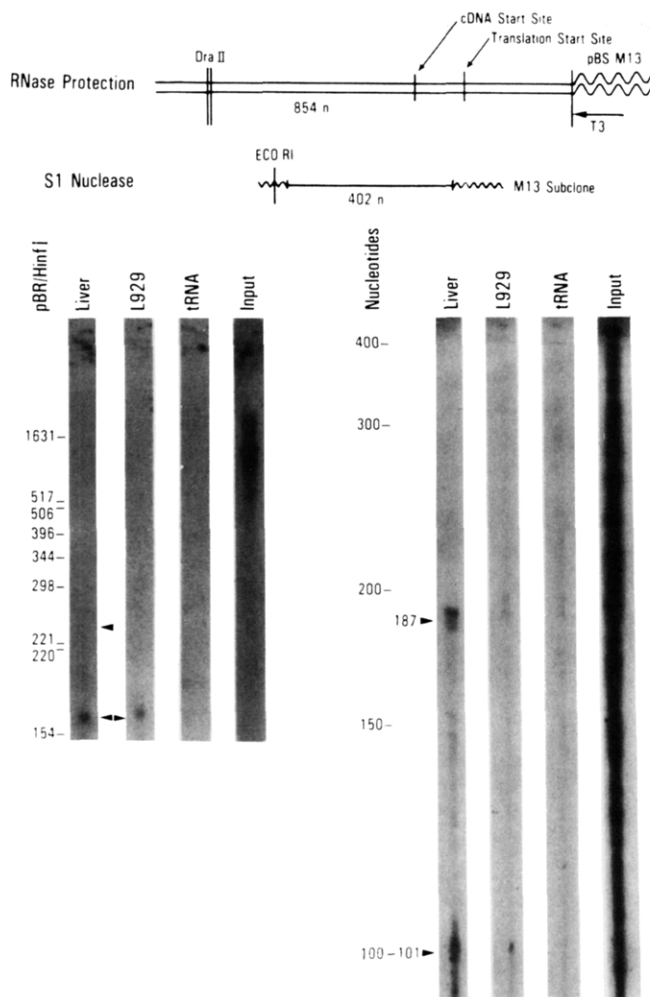 cDNA Start Site
Translation Start Site
Dra II
pBS M13
RNase Protection
854 n
T3
ECO RI
S1 Nuclease
M13 Subclone
402 n
pBR/Hinf I
Liver
L929
tRNA
Input
1631
517
506
396
344
298
221
220
154
Nucleotides
Liver
L929
tRNA
Input
400
300
200
187
150
100-101